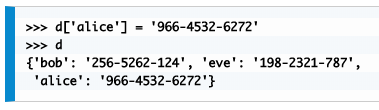 >>> d['alice'] = '966-4532-6272'
>>> d
{'bob': '256-5262-124', 'eve': '198-2321-787',
 'alice': '966-4532-6272'}